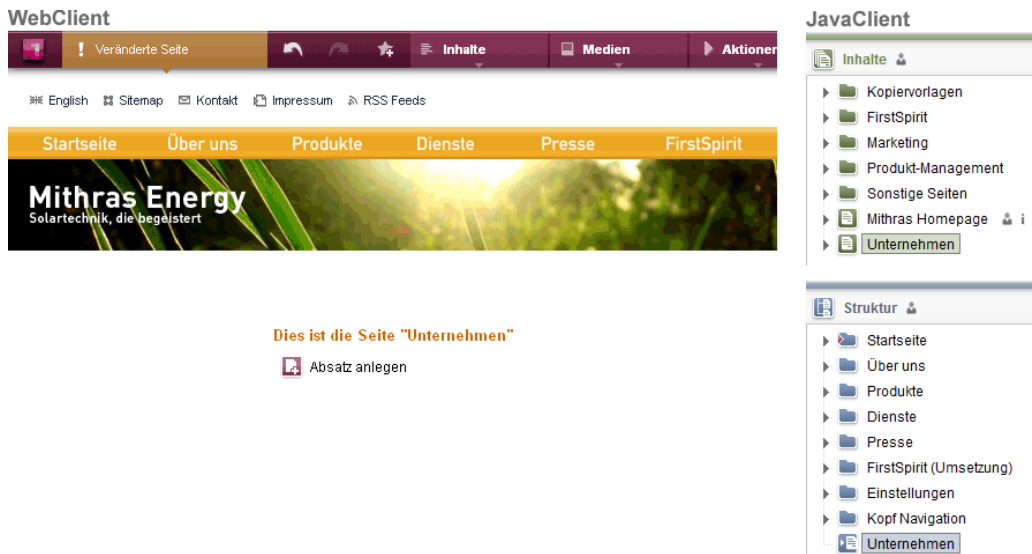 WebClient
! Veränderte Seite Inhalte Medien Aktionen
English Sitemap Kontakt Impressum RSS Feeds
Startseite Über uns Produkte Dienste Presse FirstSpirit
Mithras Energy
Solartechnik, die begeistert
Dies ist die Seite "Unternehmen"
Absatz anlegen
JavaClient
Inhalte
Kopiervorlagen
FirstSpirit
Marketing
Produkt-Management
Sonstige Seiten
Mithras Homepage i
Unternehmen
Struktur
Startseite
Über uns
Produkte
Dienste
Presse
FirstSpirit (Umsetzung)
Einstellungen
Kopf Navigation
Unternehmen